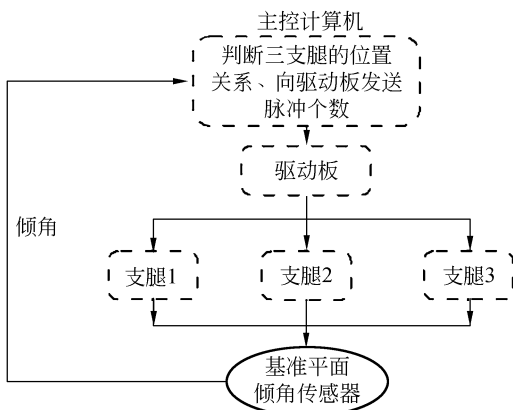 主控计算机
判断三支腿的位置
关系、向驱动板发送
脉冲个数
驱动板
倾角
支腿1
支腿2
支腿3
基准平面
倾角传感器